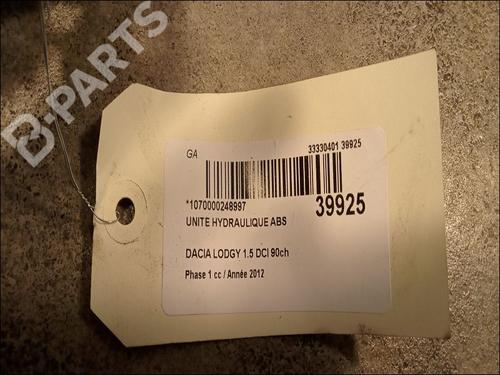 B-PARTS
GA
33330401 39925
*1070000248997
39925
UNITE HYDRAULIQUE ABS
DACIA LODGY 1.5 DCI 90ch
Phase 1 cc / Année 2012